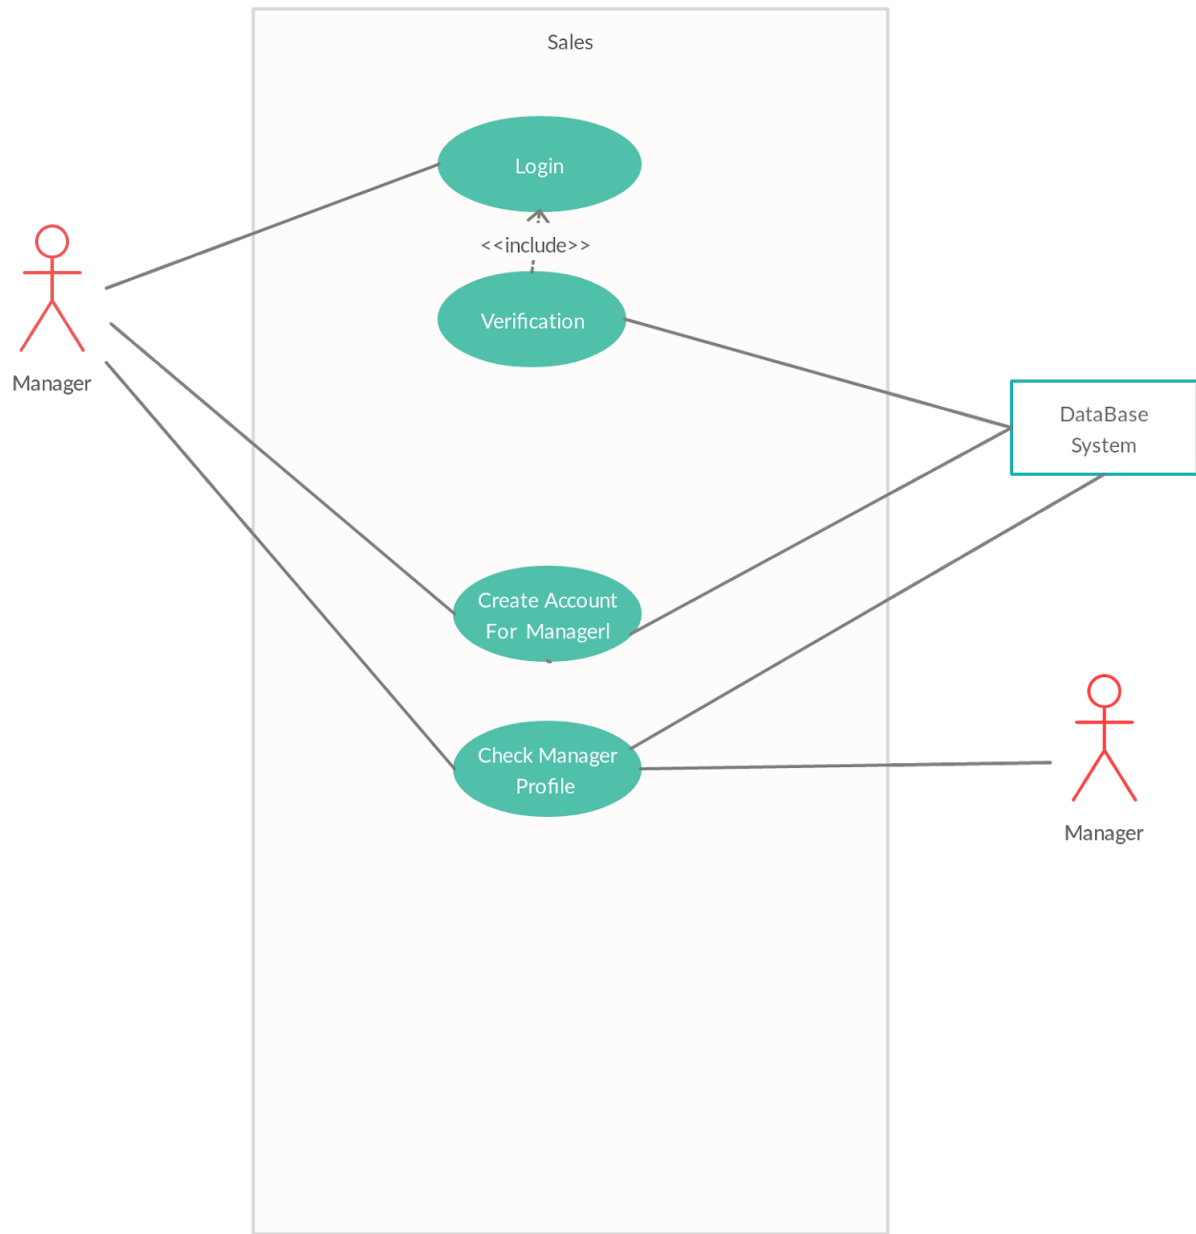 Sales
Login
<<include>>
Verification
Manager
DataBase
System
Create Account
For  Managerl
Check Manager
Profile
Manager